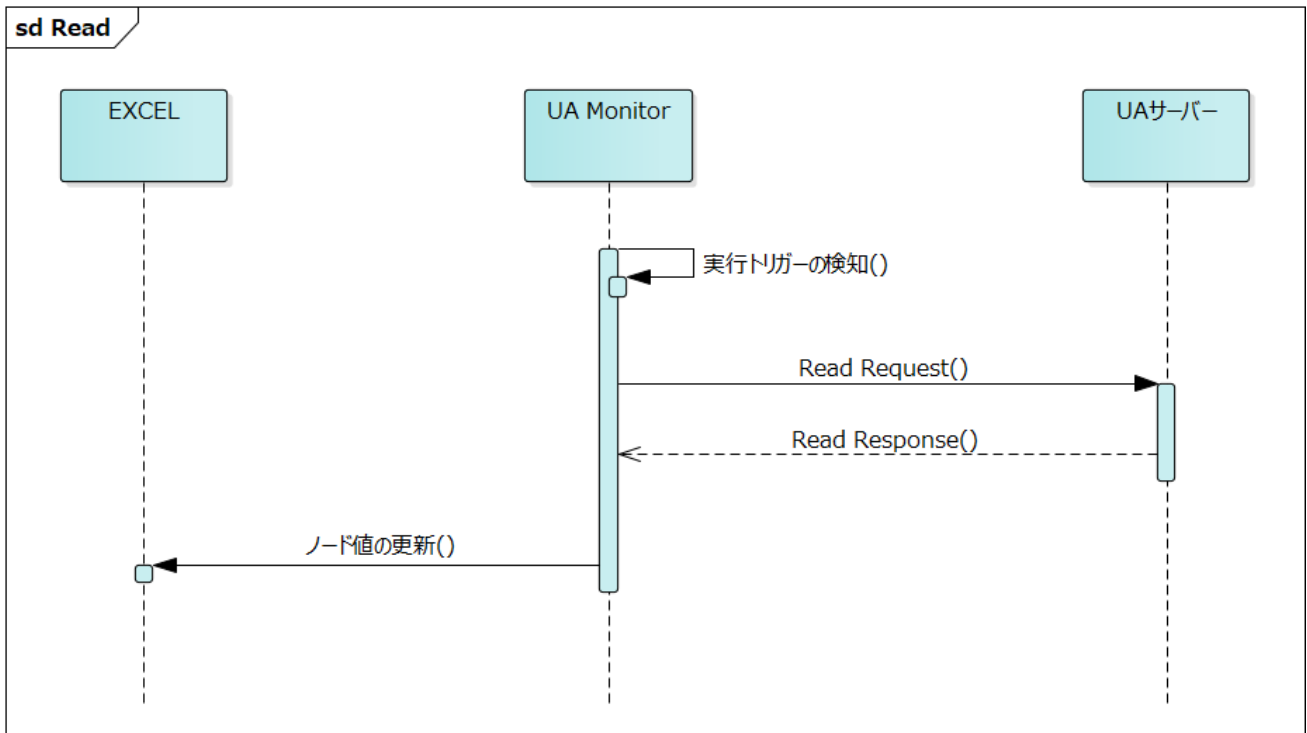 sd Read
EXCEL
UA Monitor
UAサーバー
実行トリガーの検知()
Read Request()
Read Response()
ノード値の更新()